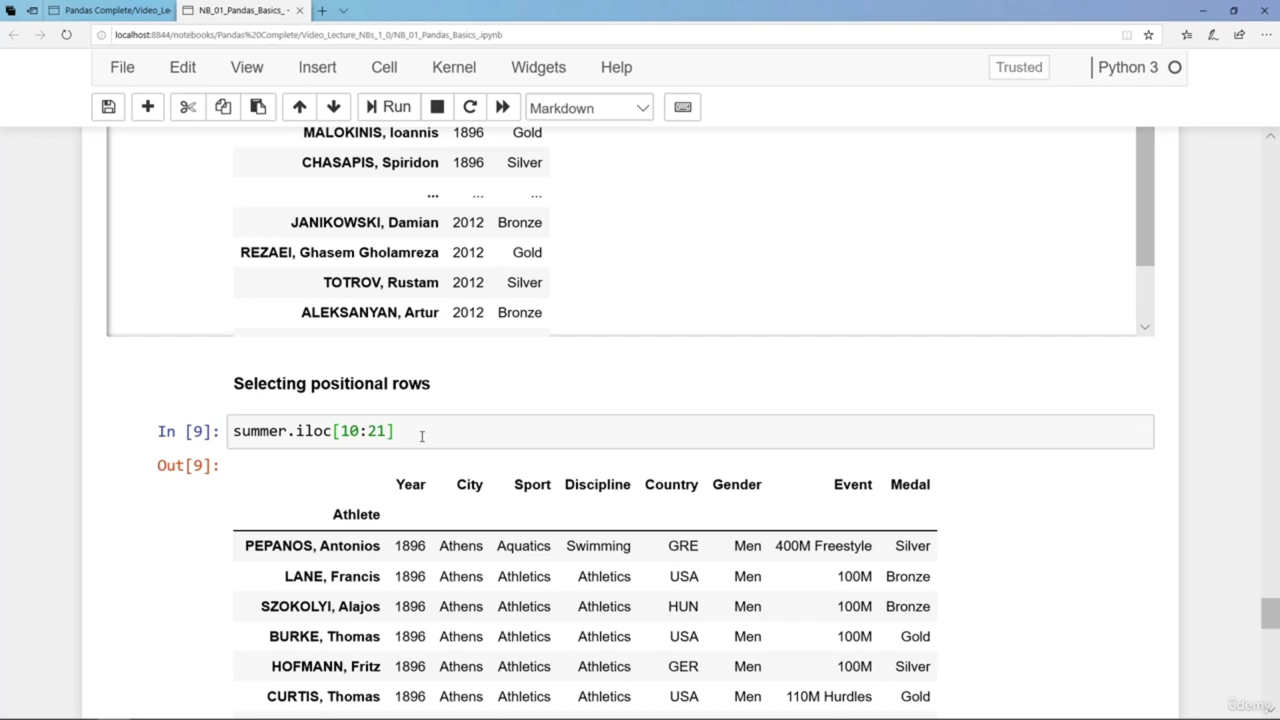 Pandas Complete/Video_Le
NB_01_Pandas_Basics_ -
localhost:8844/notebooks/Pandas%20Complete/Video_Lecture_NBs_1_0/NB_01_Pandas_Basics_.ipynb
File Edit View Insert Cell Kernel Widgets Help Trusted Python 3
Run Markdown
MALOKINIS, Ioannis 1896 Gold
CHASAPIS, Spiridon 1896 Silver
... ... ...
JANIKOWSKI, Damian 2012 Bronze
REZAEI, Ghasem Gholamreza 2012 Gold
TOTROV, Rustam 2012 Silver
ALEKSANYAN, Artur 2012 Bronze
Selecting positional rows
In [9]: summer.iloc[10:21]
Out[9]:
Year City Sport Discipline Country Gender Event Medal
Athlete
PEPANOS, Antonios 1896 Athens Aquatics Swimming GRE Men 400M Freestyle Silver
LANE, Francis 1896 Athens Athletics Athletics USA Men 100M Bronze
SZOKOLYI, Alajos 1896 Athens Athletics Athletics HUN Men 100M Bronze
BURKE, Thomas 1896 Athens Athletics Athletics USA Men 100M Gold
HOFMANN, Fritz 1896 Athens Athletics Athletics GER Men 100M Silver
CURTIS, Thomas 1896 Athens Athletics Athletics USA Men 110M Hurdles Gold
ûdemy